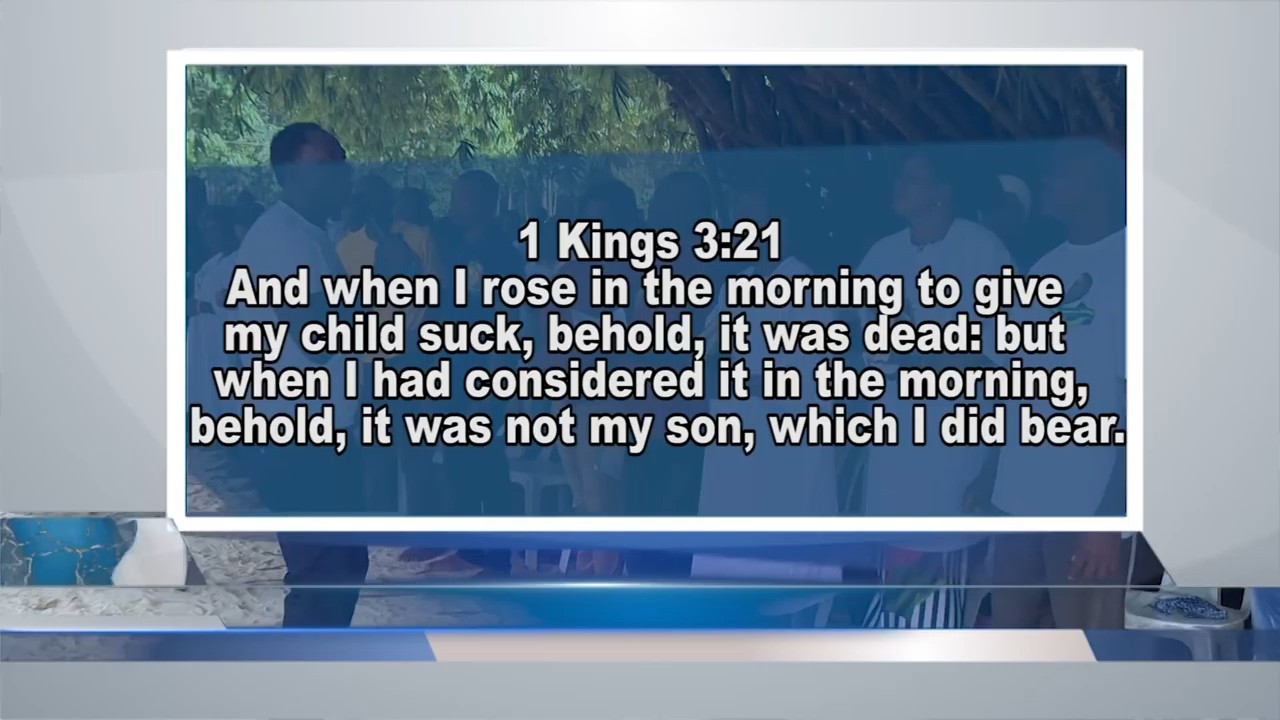 1 Kings 3:21
And when I rose in the morning to give
my child suck, behold, it was dead: but
when I had considered it in the morning,
behold, it was not my son, which I did bear.